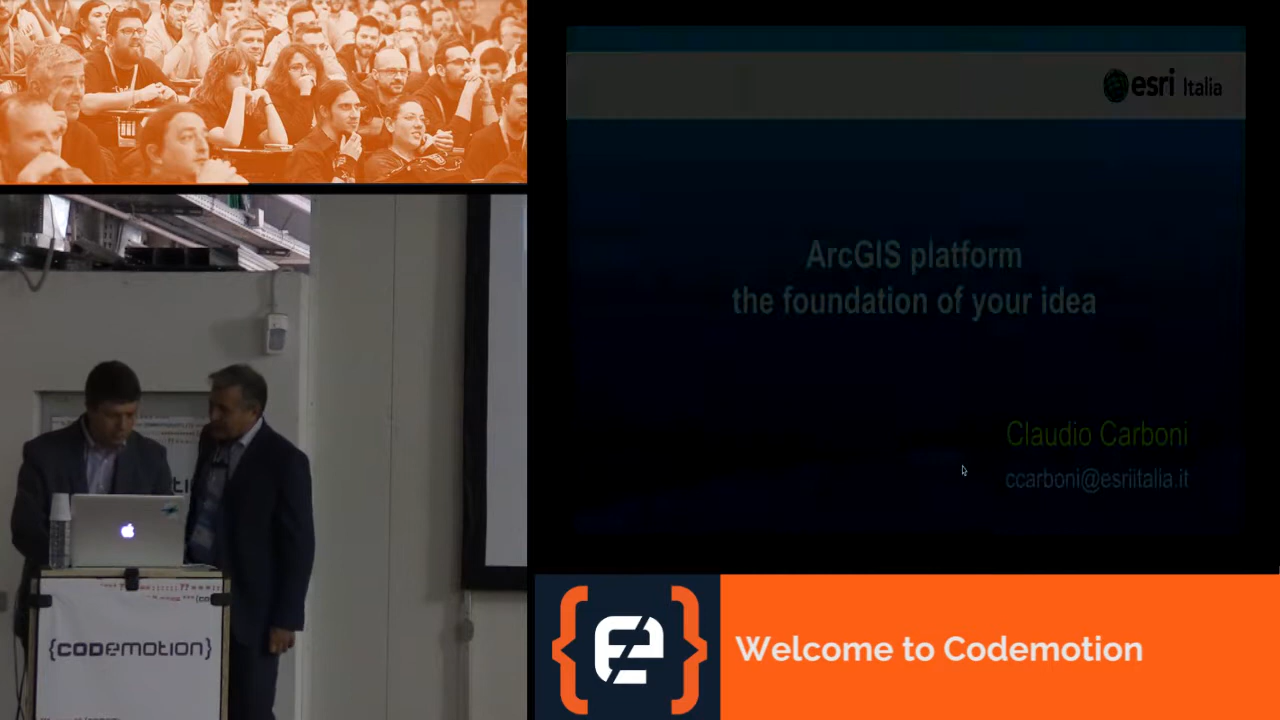 esri Italia
ArcGIS platform
the foundation of your idea
Claudio Carboni
ccarboni@esriitalia.it
{CODEMOTION}
Welcome to Codemotion